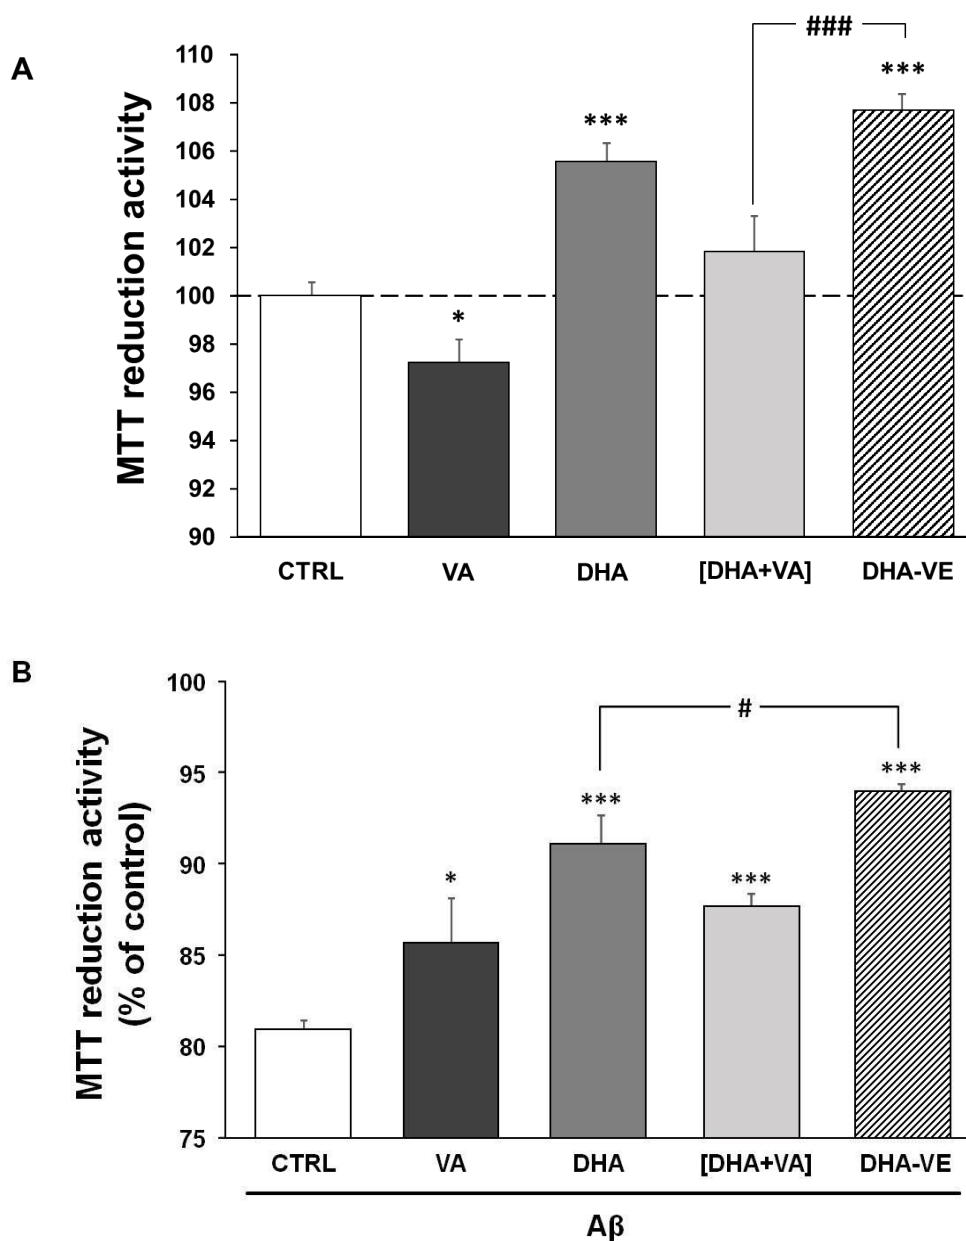 A
MTT reduction activity
110
108
106
104
102
100
98
96
94
92
90
###
***
***
*
CTRL
VA
DHA
[DHA+VA]
DHA-VE
B
MTT reduction activity
(% of control)
100
95
90
85
80
75
#
***
***
***
*
CTRL
VA
DHA
[DHA+VA]
DHA-VE
Aβ